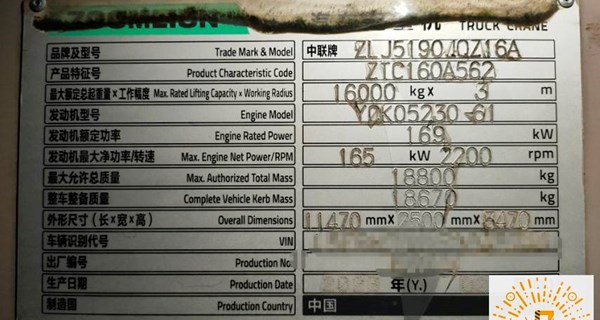 ZOOMLION
TRUCK CRANE
品牌及型号 Trade Mark & Model 中联牌 ZLJ5190JQZ16A
产品特征号 Product Characteristic Code ZTC160A562
最大额定总起重量×工作幅度 Max. Rated Lifting Capacity × Working Radius 16000 kg× 3 m
发动机型号 Engine Model YCK05230-61
发动机额定功率 Engine Rated Power 169 kW
发动机最大净功率/转速 Max. Engine Net Power/RPM 165 kW 2200 rpm
最大允许总质量 Max. Authorized Total Mass 18800 kg
整车整备质量 Complete Vehicle Kerb Mass 18670 kg
外形尺寸(长×宽×高) Overall Dimensions 11470 mm× 2500 mm× 3470 mm
车辆识别代号 VIN
出厂编号 Production No
生产日期 Production Date 年(Y.)
制造国 Production Country 中国